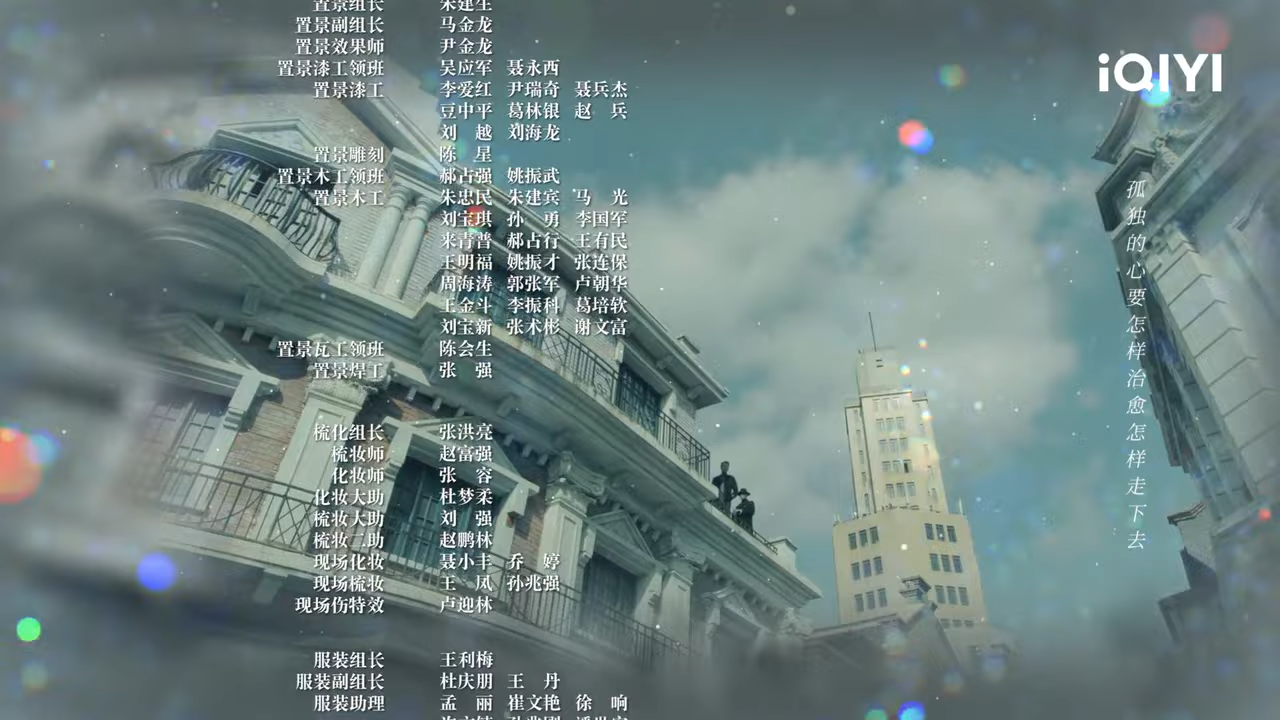 置景组长 朱建生
置景副组长 马金龙
置景效果师 尹金龙
置景漆工领班 吴应军 聂永西
置景漆工 李爱红 尹瑞奇 聂兵杰
豆中平 葛林银 赵 兵
刘 越 刘海龙
置景雕刻 陈 星
置景木工领班 郝占强 姚振武
置景木工 朱忠民 朱建宾 马 光
刘宝琪 孙 勇 李国军
来青普 郝占行 王有民
王明福 姚振才 张连保
周海涛 郭张军 卢朝华
王金斗 李振科 葛培软
刘宝新 张术彬 谢文富
置景瓦工领班 陈会生
置景焊工 张 强
梳化组长 张洪亮
梳妆师 赵富强
化妆师 张 容
化妆大助 杜梦柔
梳妆大助 刘 强
梳妆二助 赵鹏林
现场化妆 聂小丰 乔 婷
现场梳妆 王 凤 孙兆强
现场伤特效 卢迎林
服装组长 王利梅
服装副组长 杜庆朋 王 丹
服装助理 孟 丽 崔文艳 徐 响
iQIYI
孤独的心要怎样治愈怎样走下去